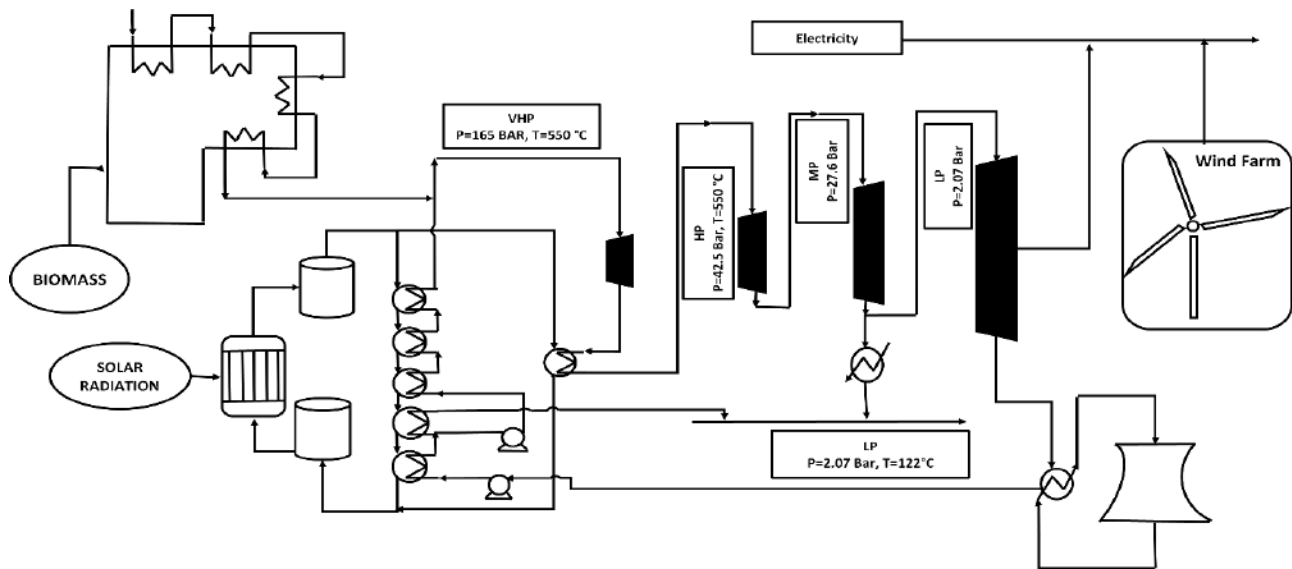 Electricity
VHP
P=165 BAR, T=550 °C
HP
P=42.5 Bar, T=550 °C
MP
P=27.6 Bar
LP
P=2.07 Bar
Wind Farm
BIOMASS
SOLAR
RADIATION
LP
P=2.07 Bar, T=122°C